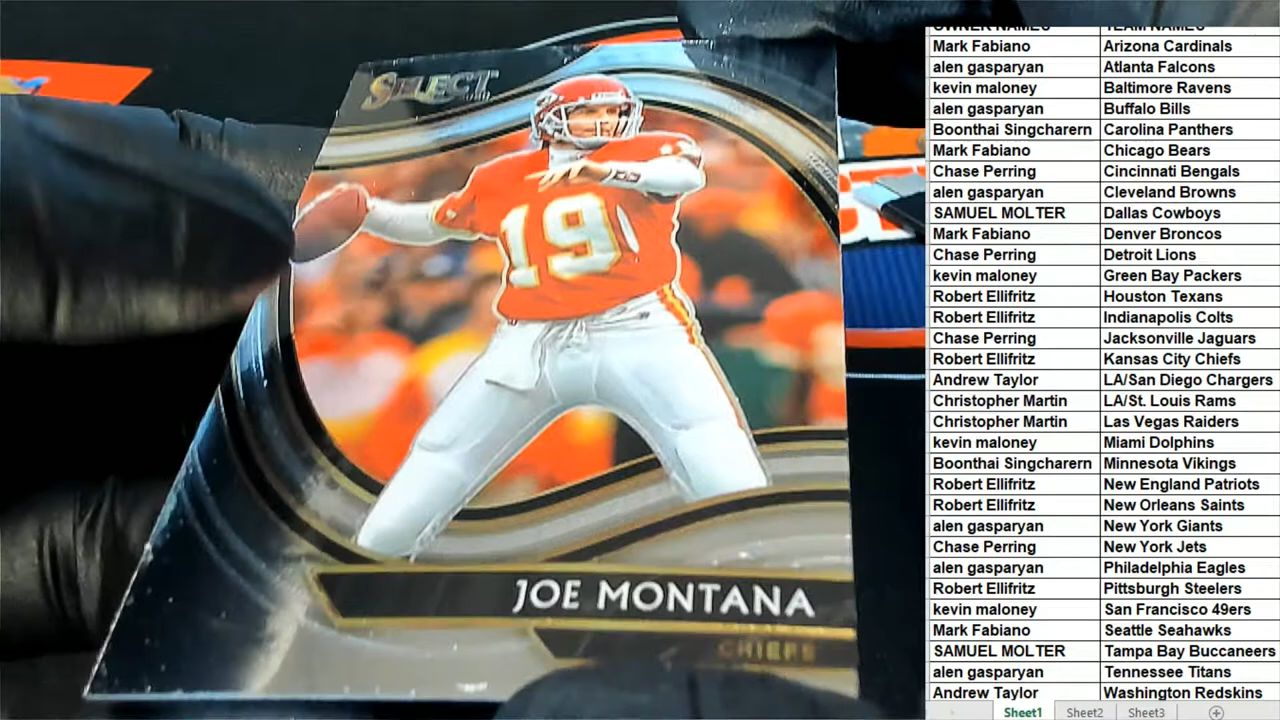 SELECT
19
JOE MONTANA
CHIEFS
OWNER NAMES TEAM NAMES
Mark Fabiano Arizona Cardinals
alen gasparyan Atlanta Falcons
kevin maloney Baltimore Ravens
alen gasparyan Buffalo Bills
Boonthai Singcharern Carolina Panthers
Mark Fabiano Chicago Bears
Chase Perring Cincinnati Bengals
alen gasparyan Cleveland Browns
SAMUEL MOLTER Dallas Cowboys
Mark Fabiano Denver Broncos
Chase Perring Detroit Lions
kevin maloney Green Bay Packers
Robert Ellifritz Houston Texans
Robert Ellifritz Indianapolis Colts
Chase Perring Jacksonville Jaguars
Robert Ellifritz Kansas City Chiefs
Andrew Taylor LA/San Diego Chargers
Christopher Martin LA/St. Louis Rams
Christopher Martin Las Vegas Raiders
kevin maloney Miami Dolphins
Boonthai Singcharern Minnesota Vikings
Robert Ellifritz New England Patriots
Robert Ellifritz New Orleans Saints
alen gasparyan New York Giants
Chase Perring New York Jets
alen gasparyan Philadelphia Eagles
Robert Ellifritz Pittsburgh Steelers
kevin maloney San Francisco 49ers
Mark Fabiano Seattle Seahawks
SAMUEL MOLTER Tampa Bay Buccaneers
alen gasparyan Tennessee Titans
Andrew Taylor Washington Redskins
Sheet1 Sheet2 Sheet3